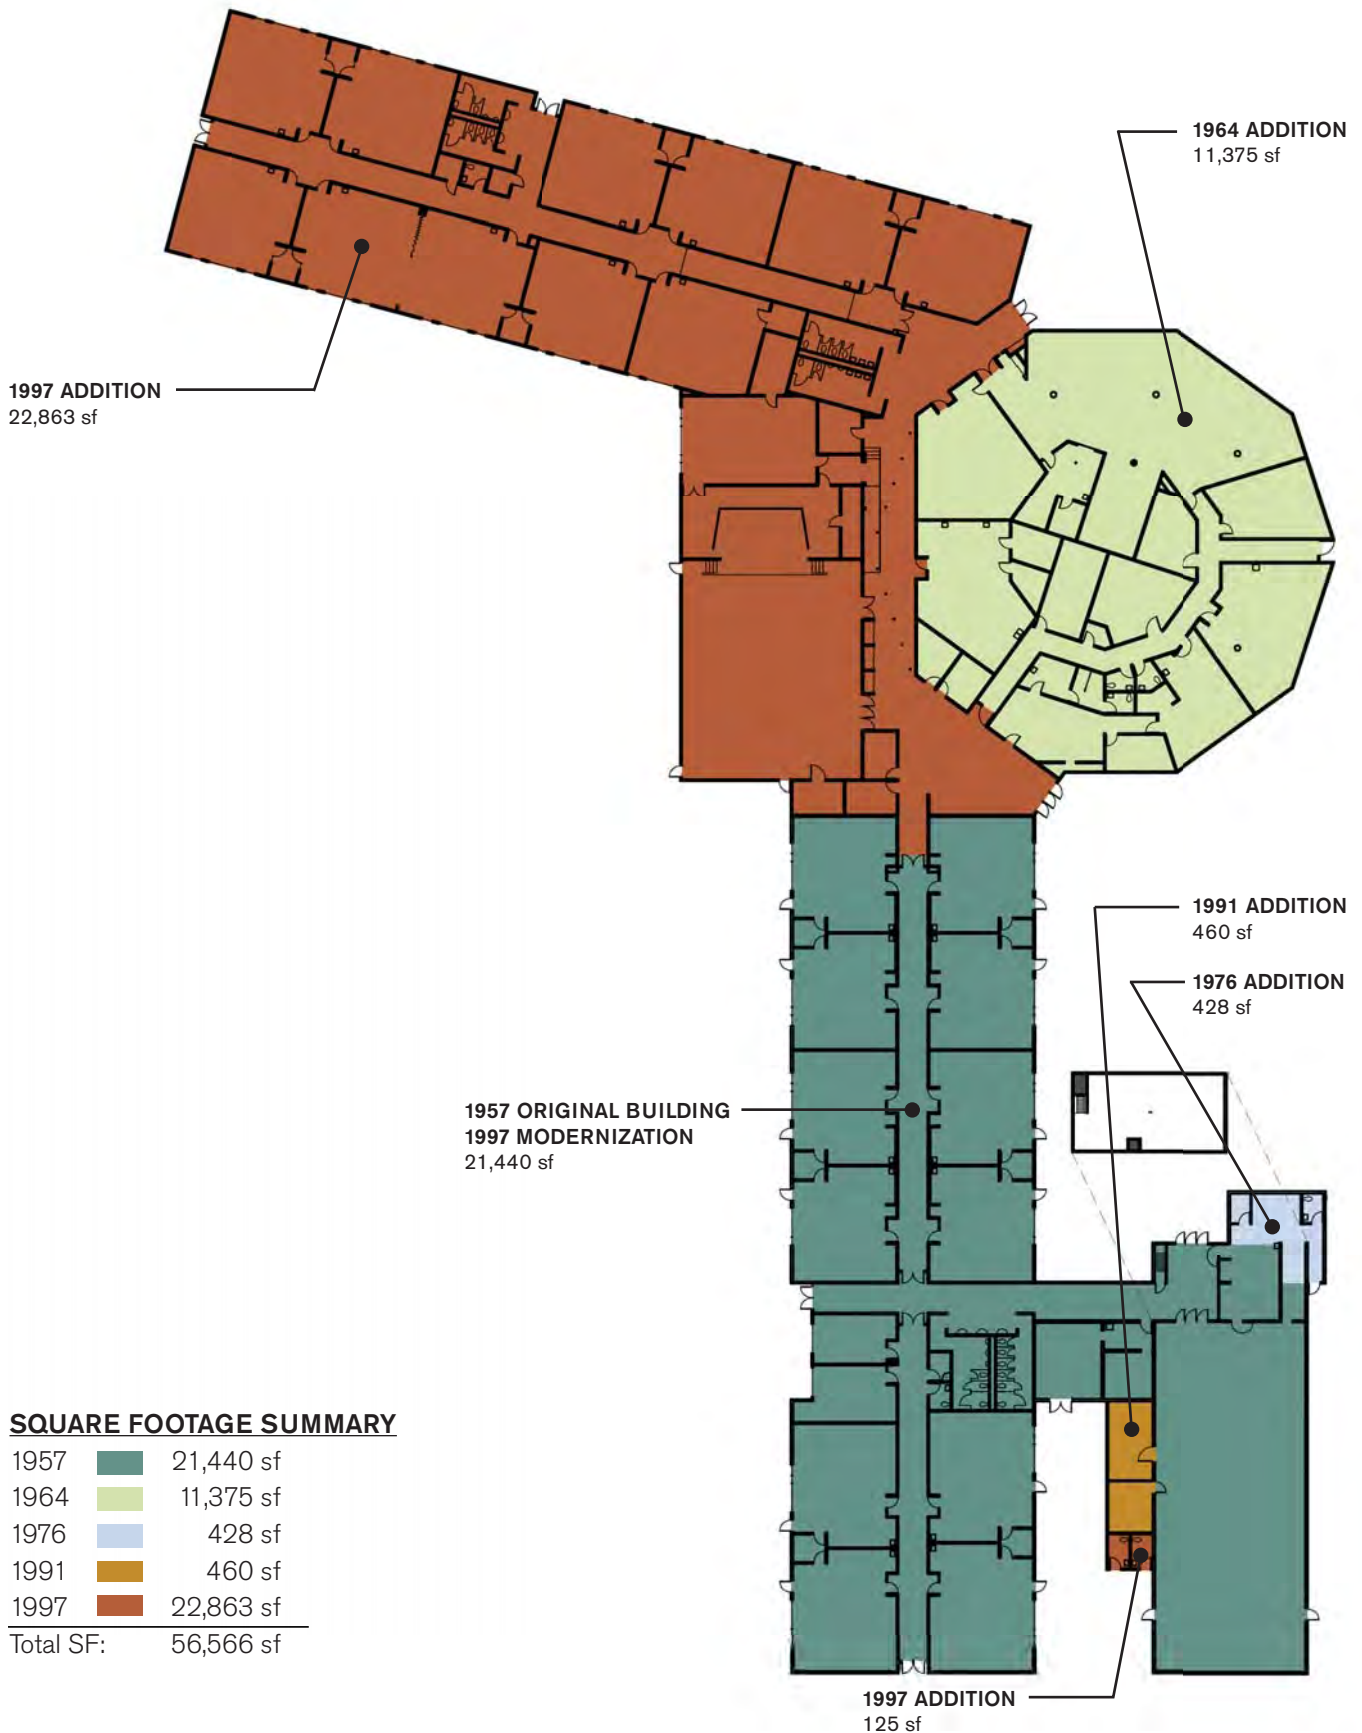 1964 ADDITION
11,375 sf
1997 ADDITION
22,863 sf
1991 ADDITION
460 sf
1976 ADDITION
428 sf
1957 ORIGINAL BUILDING
1997 MODERNIZATION
21,440 sf
SQUARE FOOTAGE SUMMARY
1957 21,440 sf
1964 11,375 sf
1976 428 sf
1991 460 sf
1997 22,863 sf
Total SF: 56,566 sf
1997 ADDITION
125 sf